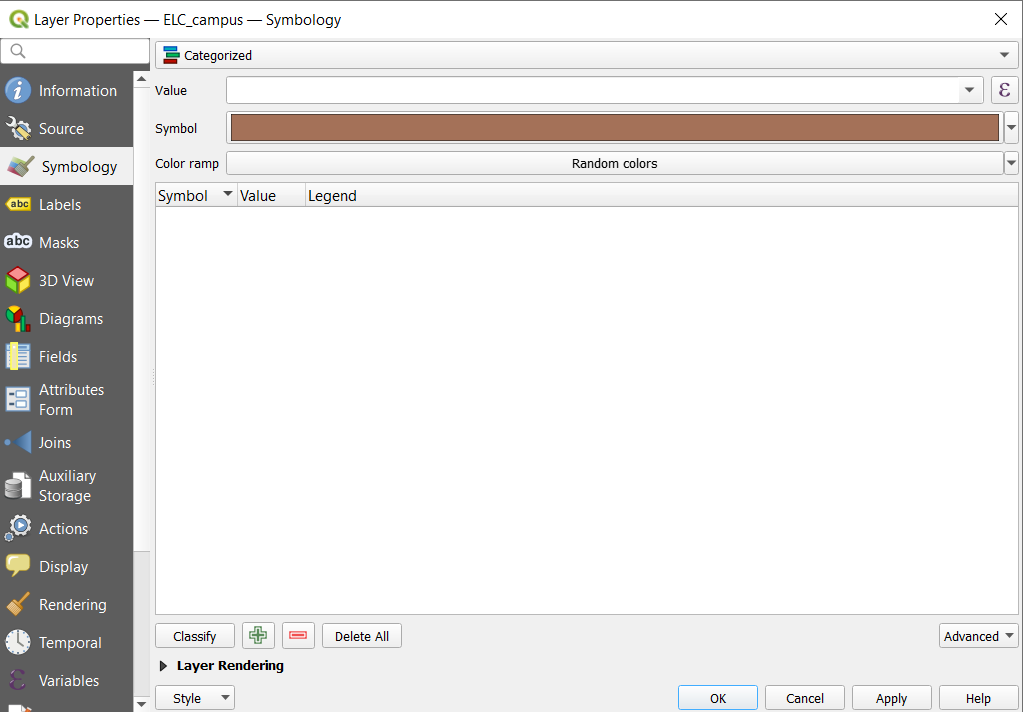 Layer Properties — ELC_campus — Symbology
Categorized
Information
Value
ε
Source
Symbol
Symbology
Color ramp
Random colors
Symbol Value Legend
abc
Labels
abc
Masks
3D View
Diagrams
Fields
Attributes
Form
Joins
Auxiliary
Storage
Actions
Display
Rendering
Temporal
ε
Variables
Classify
Delete All
Advanced
Layer Rendering
Style
OK
Cancel
Apply
Help